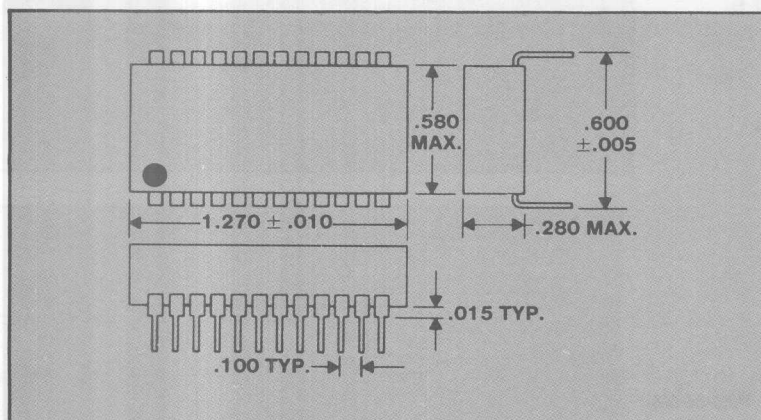 .580
MAX.
.600
±.005
1.270 ± .010
.280 MAX.
.015 TYP.
.100 TYP.